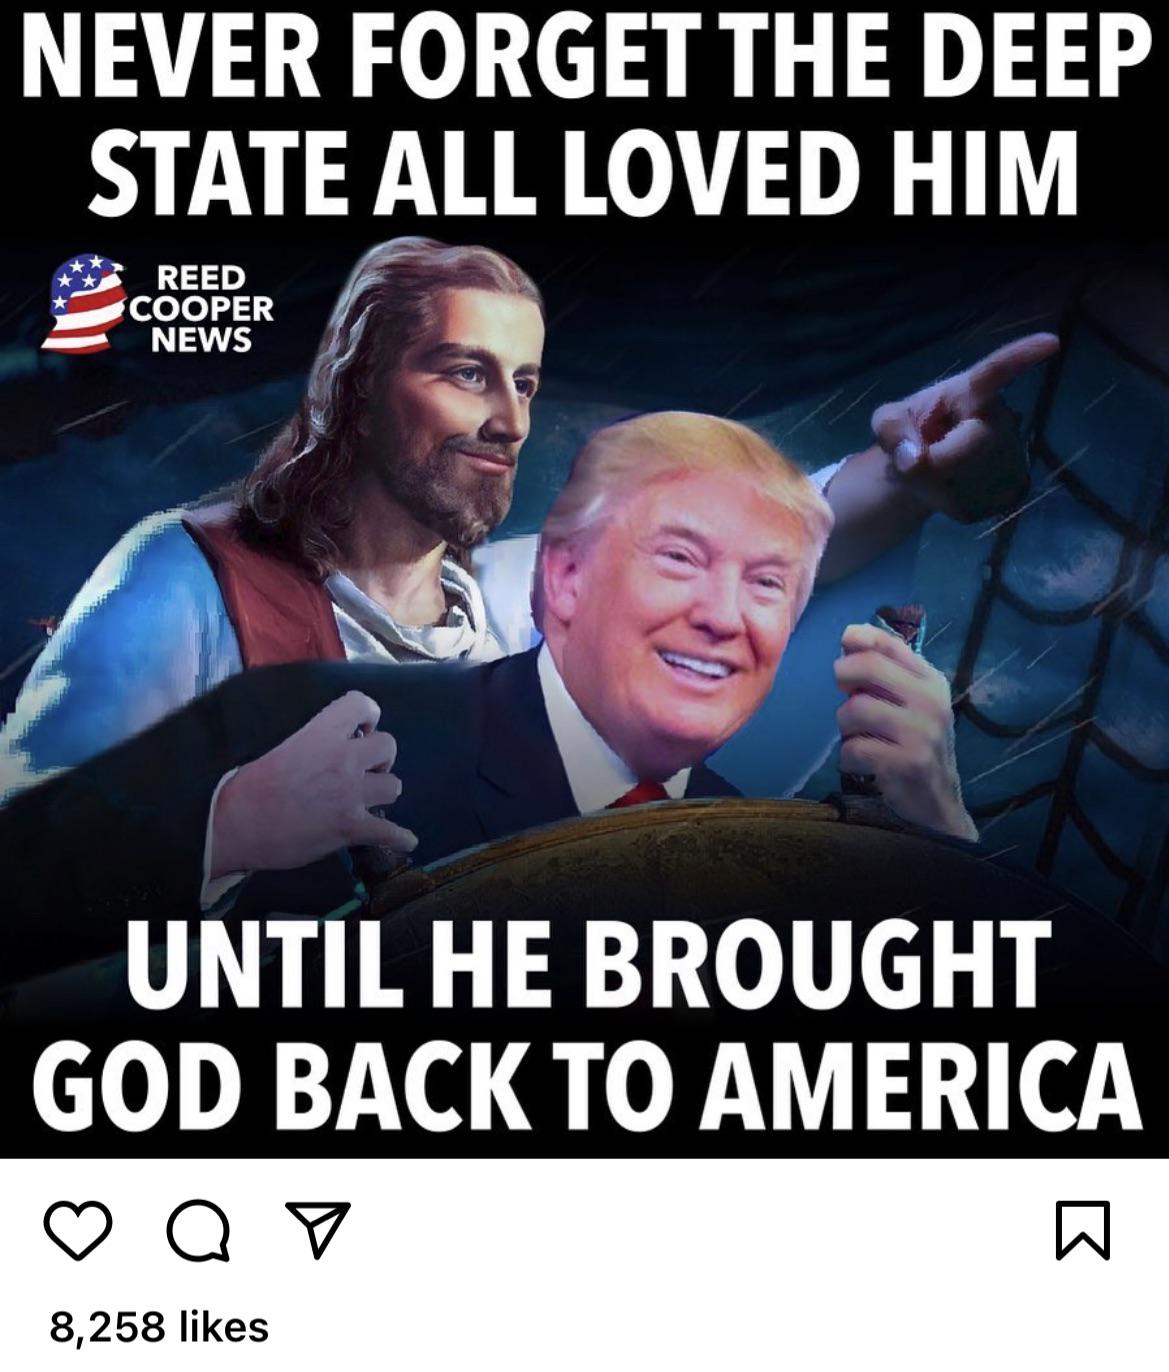 NEVER FORGET THE DEEP
STATE ALL LOVED HIM
REED
COOPER
NEWS
UNTIL HE BROUGHT
GOD BACK TO AMERICA
8,258 likes